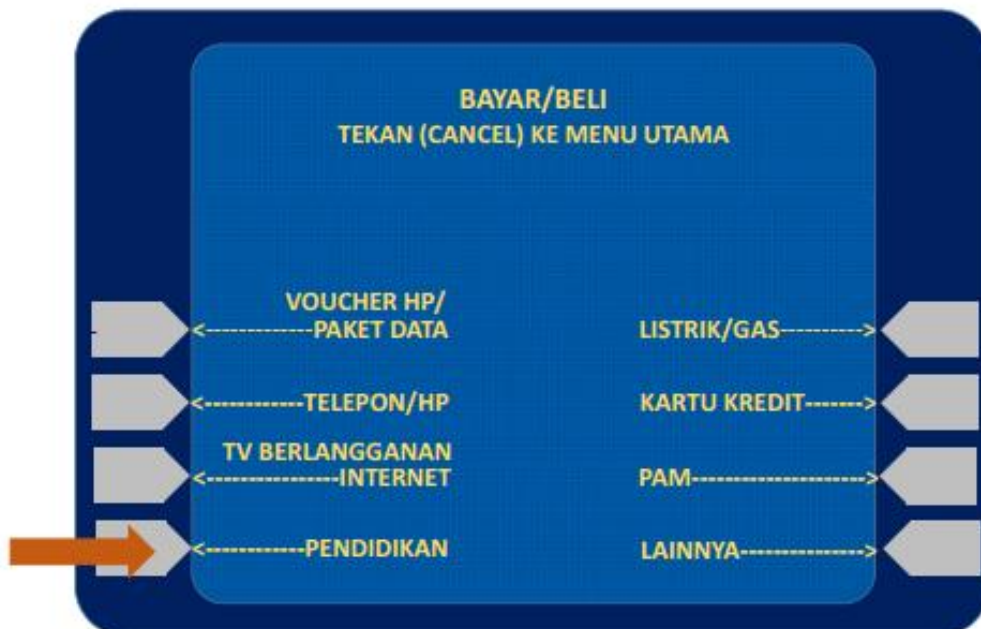 BAYAR/BELI
TEKAN (CANCEL) KE MENU UTAMA
VOUCHER HP/
<-------------PAKET DATA
LISTRIK/GAS---------->
<------------TELEPON/HP
KARTU KREDIT------->
TV BERLANGGANAN
<----------------INTERNET
PAM-------------------->
<------------PENDIDIKAN
LAINNYA--------------->